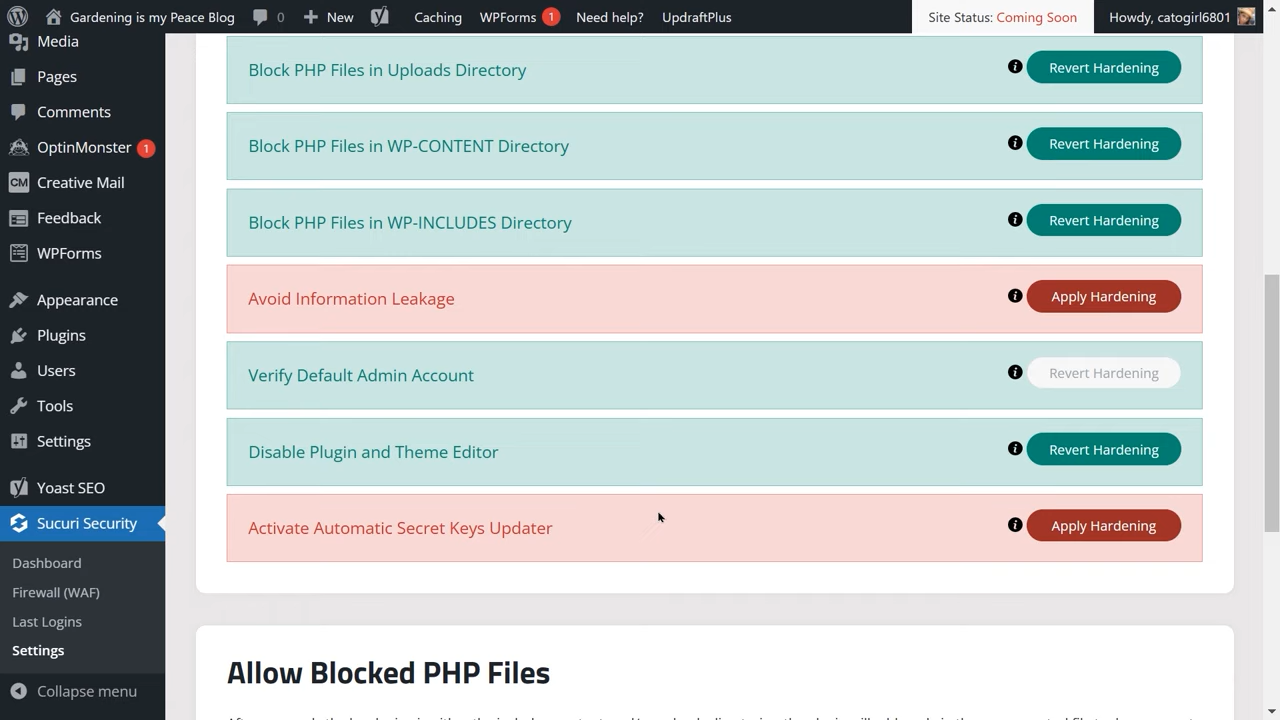 Gardening is my Peace Blog
0
New
Caching
WPForms 1
Need help?
UpdraftPlus
Site Status: Coming Soon
Howdy, catogirl6801
Media
Pages
Comments
OptinMonster 1
CM Creative Mail
Feedback
WPForms
Appearance
Plugins
Users
Tools
Settings
Yoast SEO
Sucuri Security
Dashboard
Firewall (WAF)
Last Logins
Settings
Collapse menu
Block PHP Files in Uploads Directory
Revert Hardening
Block PHP Files in WP-CONTENT Directory
Revert Hardening
Block PHP Files in WP-INCLUDES Directory
Revert Hardening
Avoid Information Leakage
Apply Hardening
Verify Default Admin Account
Revert Hardening
Disable Plugin and Theme Editor
Revert Hardening
Activate Automatic Secret Keys Updater
Apply Hardening
Allow Blocked PHP Files